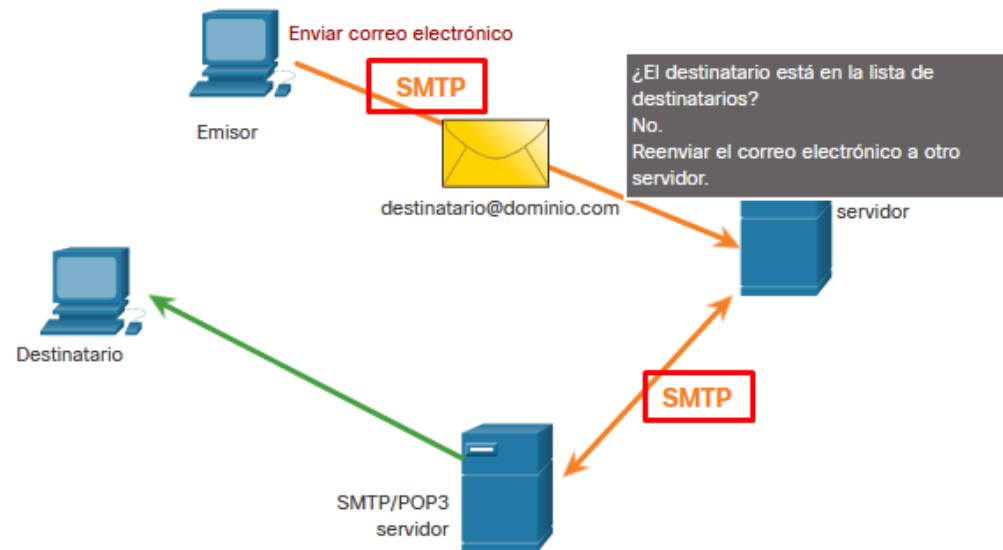 Enviar correo electrónico
SMTP
¿El destinatario está en la lista de
destinatarios?
No.
Reenviar el correo electrónico a otro
servidor.
Emisor
destinatario@dominio.com
servidor
Destinatario
SMTP
SMTP/POP3
servidor